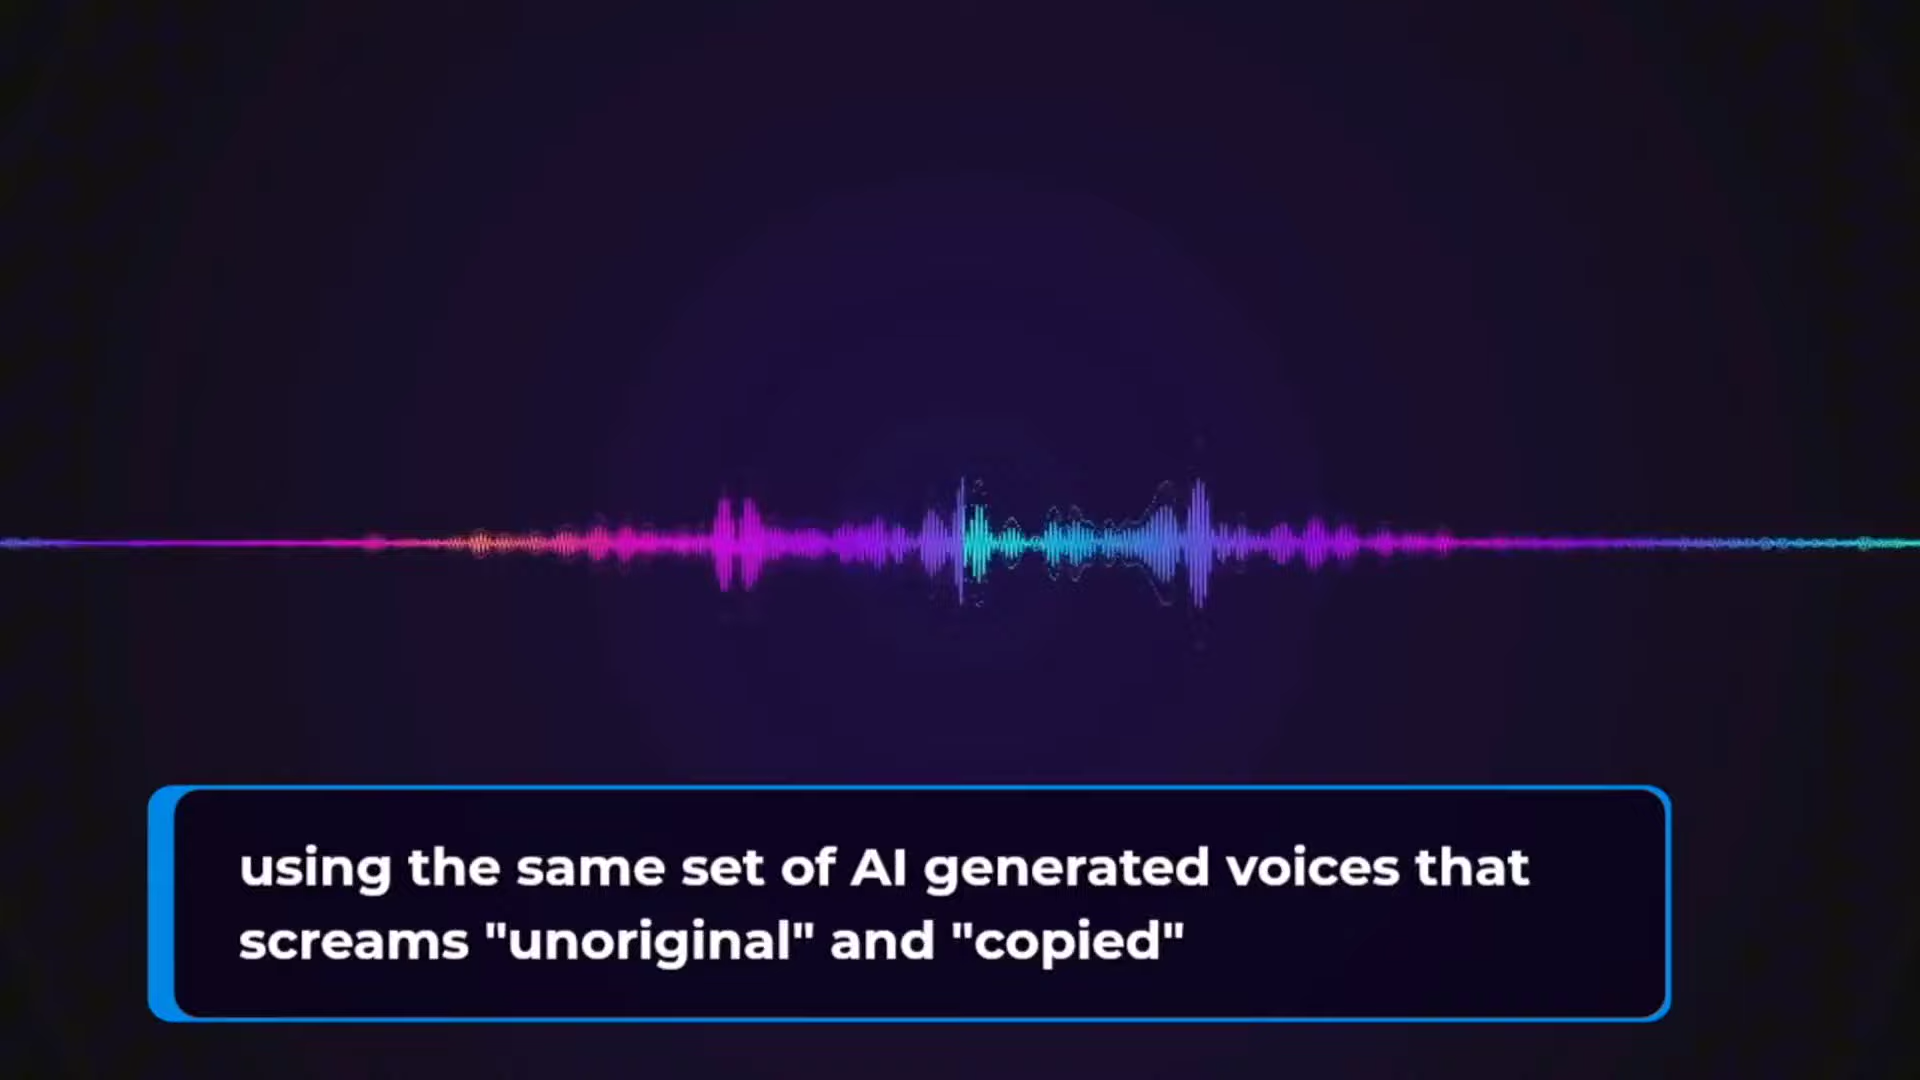 using the same set of AI generated voices that
screams "unoriginal" and "copied"